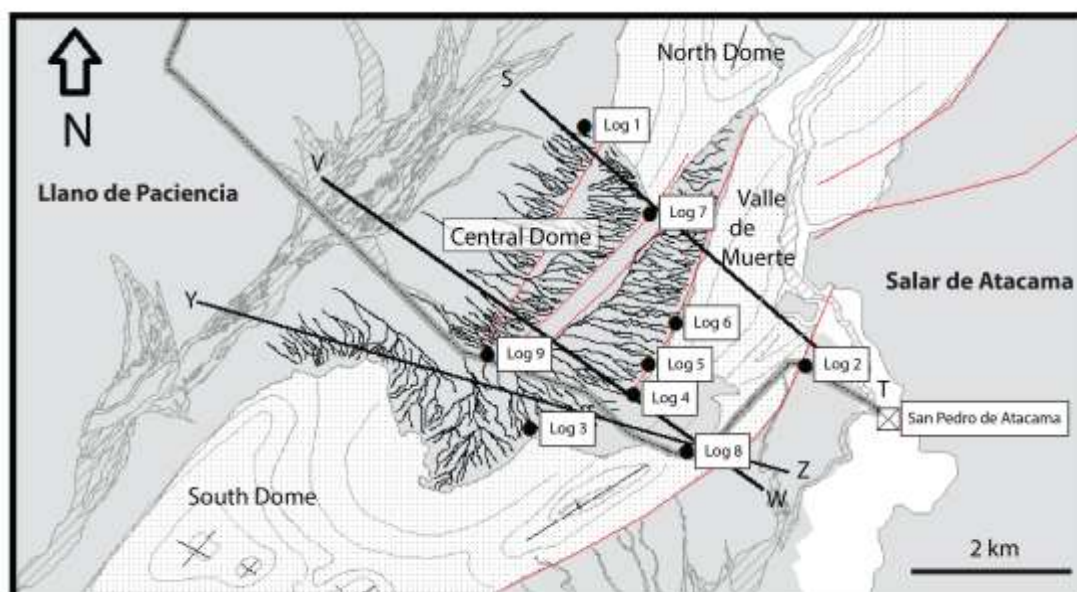 North Dome
S
Log 1
N
V
Llano de Paciencia
Log 7
Valle
de
Muerte
Central Dome
Salar de Atacama
Y
Log 6
Log 9
Log 5
Log 2
Log 4
T
San Pedro de Atacama
Log 3
Log 8
Z
South Dome
W
2 km